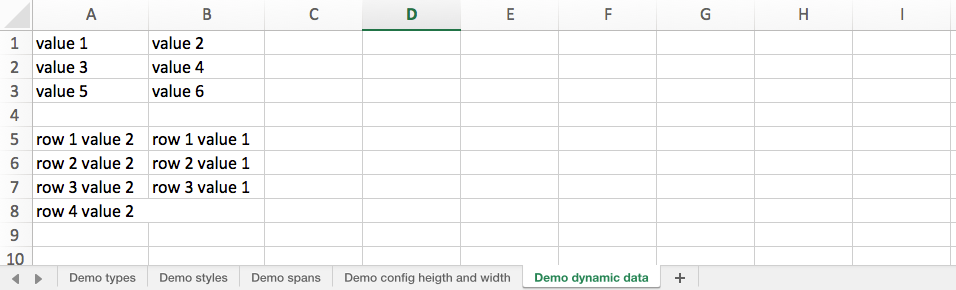 A B C D E F G H I
1 value 1 value 2
2 value 3 value 4
3 value 5 value 6
4
5 row 1 value 2 row 1 value 1
6 row 2 value 2 row 2 value 1
7 row 3 value 2 row 3 value 1
8 row 4 value 2
9
10
Demo types Demo styles Demo spans Demo config heigth and width Demo dynamic data +